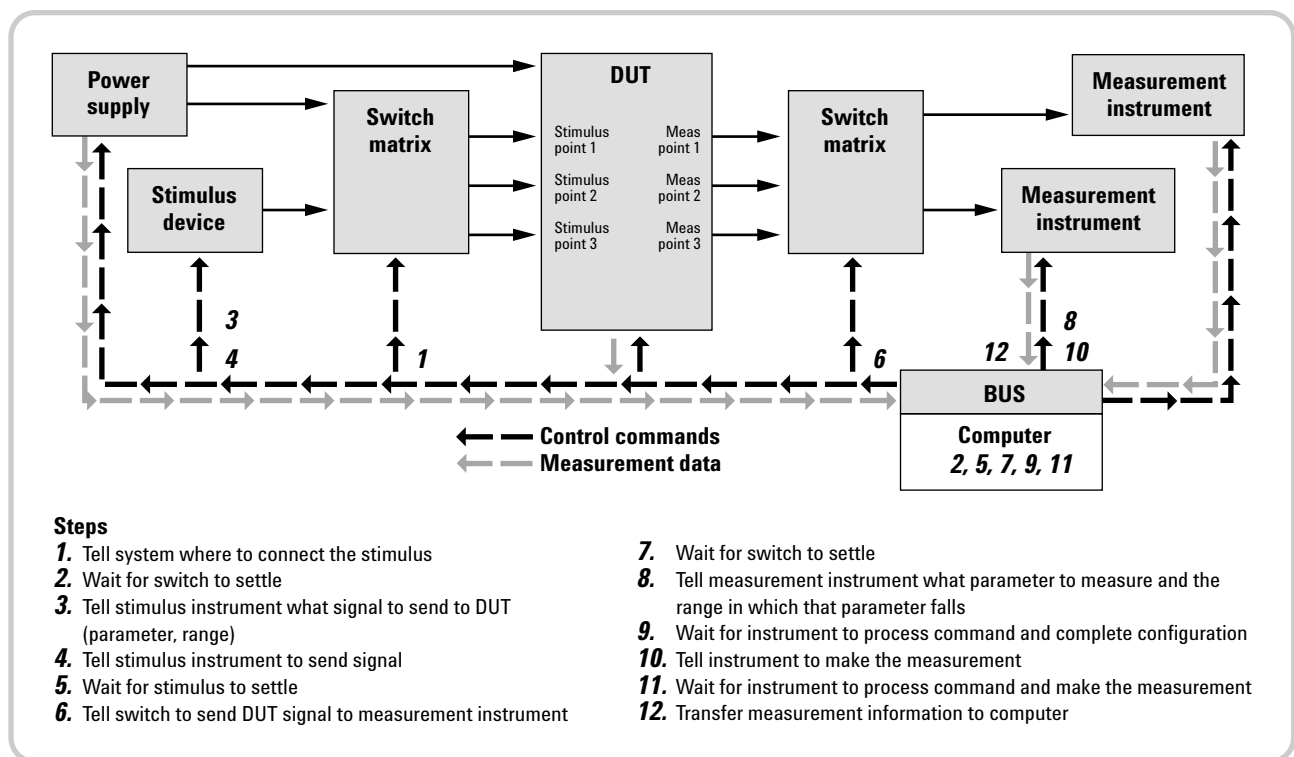 Power
supply
DUT
Measurement
instrument
Switch
matrix
Switch
matrix
Stimulus
point 1
Meas
point 1
Stimulus
device
Stimulus
point 2
Meas
point 2
Measurement
instrument
Stimulus
point 3
Meas
point 3
3
4
1
6
12
8
10
BUS
Control commands
Measurement data
Computer
2, 5, 7, 9, 11
Steps
1. Tell system where to connect the stimulus
2. Wait for switch to settle
3. Tell stimulus instrument what signal to send to DUT
(parameter, range)
4. Tell stimulus instrument to send signal
5. Wait for stimulus to settle
6. Tell switch to send DUT signal to measurement instrument
7. Wait for switch to settle
8. Tell measurement instrument what parameter to measure and the
range in which that parameter falls
9. Wait for instrument to process command and complete configuration
10. Tell instrument to make the measurement
11. Wait for instrument to process command and make the measurement
12. Transfer measurement information to computer